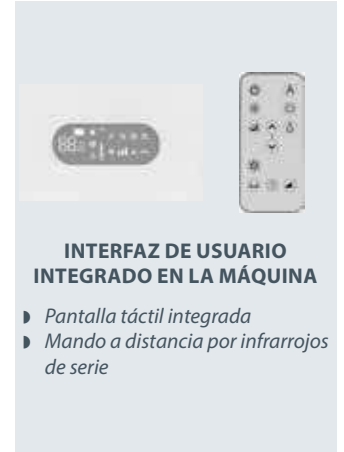 INTERFAZ DE USUARIO
INTEGRADO EN LA MÁQUINA
◗ Pantalla táctil integrada
◗ Mando a distancia por infrarrojos
de serie